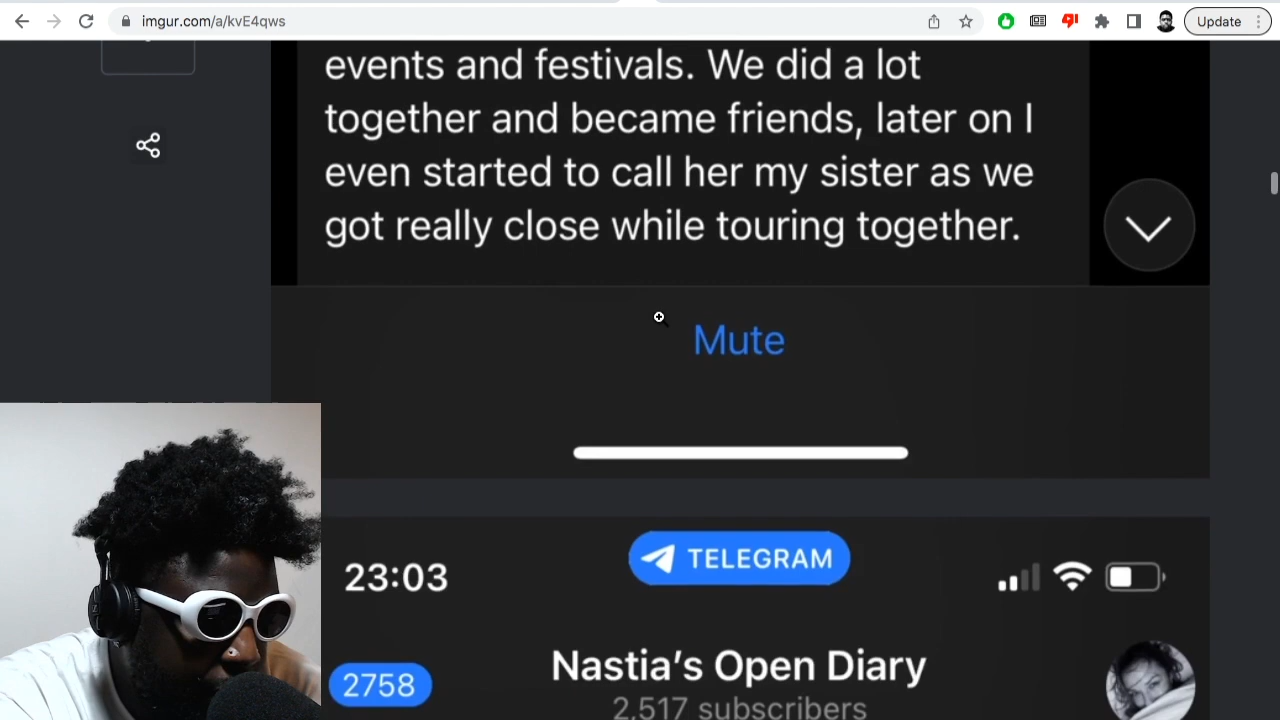 imgur.com/a/kvE4qws
Update
events and festivals. We did a lot
together and became friends, later on I
even started to call her my sister as we
got really close while touring together.
Mute
23:03
TELEGRAM
2758
Nastia’s Open Diary
2,517 subscribers